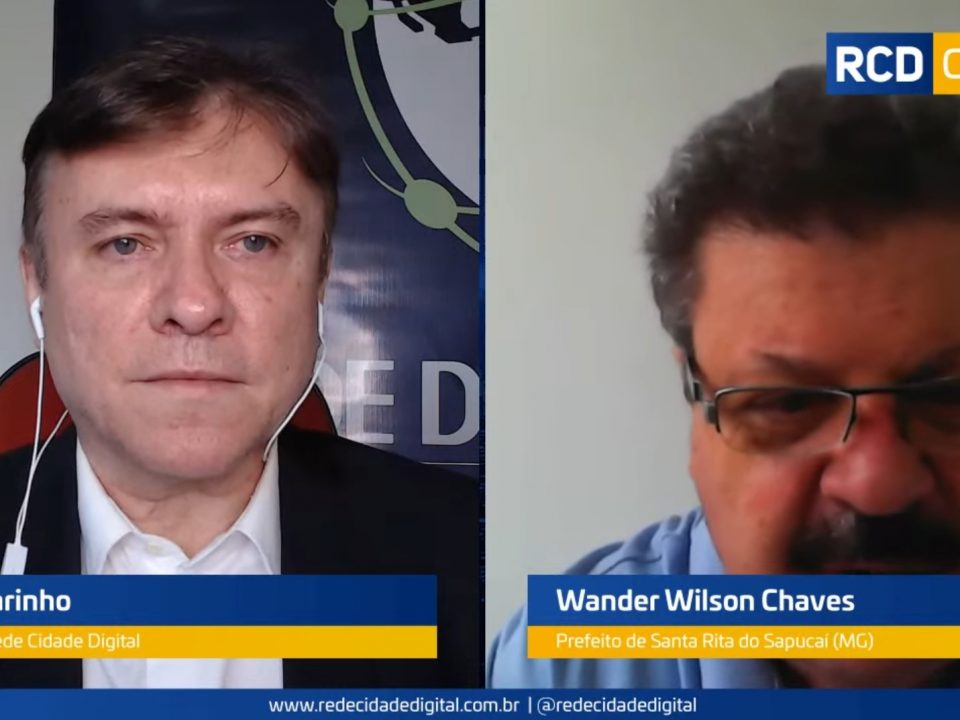 RCD C
EDE D
arinho
ede Cidade Digital
Wander Wilson Chaves
Prefeito de Santa Rita do Sapucaí (MG)
www.redecidadedigital.com.br | @redecidadedigital